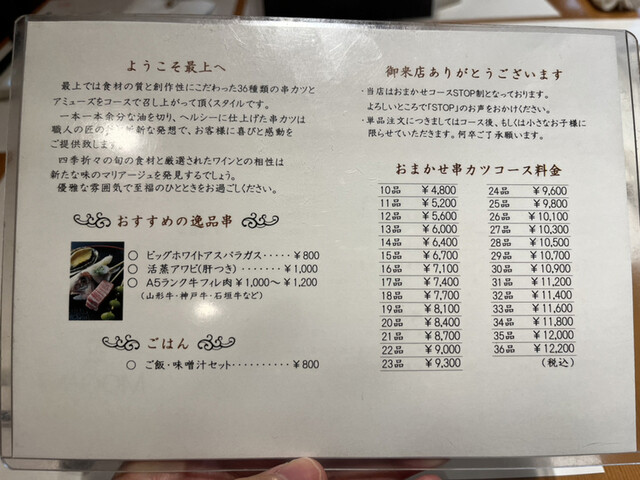 ようこそ最上へ
最上では食材の質と創作性にこだわった36種類の串カツと
アミューズをコースで召し上がって頂くスタイルです。
一本一本余分な油を切り、ヘルシーに仕上げた串カツは
職人の匠の 新な発想で、お客様に喜びと感動を
ご提供致します。
四季折々の旬の食材と厳選されたワインとの相性は
新たな味のマリアージュを発見するでしょう。
優雅な雰囲気で至福のひとときをお過ごしください。
おすすめの逸品串
○ ビッグホワイトアスパラガス・・・・・￥800
○ 活蒸アワビ(肝つき)・・・・・・・・￥1,000
○ A5ランク牛フィレ肉￥1,000～￥1,200
(山形牛・神戸牛・石垣牛など)
ごはん
○ ご飯・味噌汁セット・・・・・・・・・・￥800
御来店ありがとうございます
・当店はおまかせコースSTOP制となっております。
よろしいところで「STOP」のお声をおかけください。
・単品注文につきましてはコース後、もしくは小さなお子様に
限らせていただきます。何卒ご了承願います。
おまかせ串カツコース料金
10品 ￥4,800
11品 ￥5,200
12品 ￥5,600
13品 ￥6,000
14品 ￥6,400
15品 ￥6,700
16品 ￥7,100
17品 ￥7,400
18品 ￥7,700
19品 ￥8,100
20品 ￥8,400
21品 ￥8,700
22品 ￥9,000
23品 ￥9,300
24品 ￥9,600
25品 ￥9,800
26品 ￥10,100
27品 ￥10,300
28品 ￥10,500
29品 ￥10,700
30品 ￥10,900
31品 ￥11,200
32品 ￥11,400
33品 ￥11,600
34品 ￥11,800
35品 ￥12,000
36品 ￥12,200
(税込)